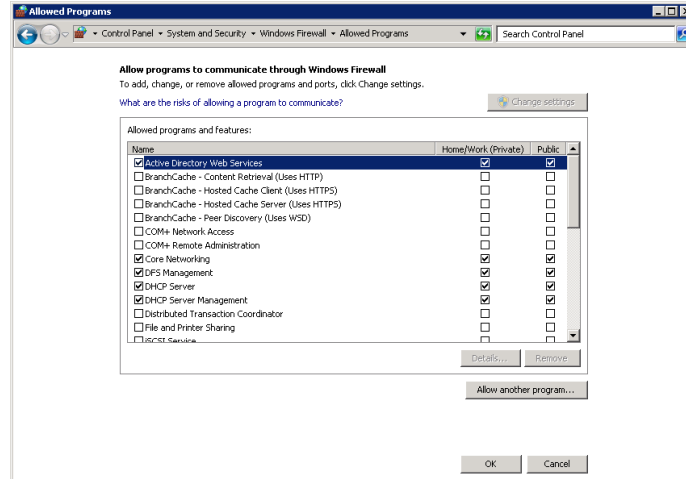 Allowed Programs
Control Panel System and Security Windows Firewall Allowed Programs Search Control Panel
Allow programs to communicate through Windows Firewall
To add, change, or remove allowed programs and ports, click Change settings.
What are the risks of allowing a program to communicate? Change settings
Allowed programs and features:
Name Home/Work (Private) Public
Active Directory Web Services
BranchCache - Content Retrieval (Uses HTTP)
BranchCache - Hosted Cache Client (Uses HTTPS)
BranchCache - Hosted Cache Server (Uses HTTPS)
BranchCache - Peer Discovery (Uses WSD)
COM+ Network Access
COM+ Remote Administration
Core Networking
DFS Management
DHCP Server
DHCP Server Management
Distributed Transaction Coordinator
File and Printer Sharing
iSCSI Service
Details... Remove
Allow another program...
OK Cancel